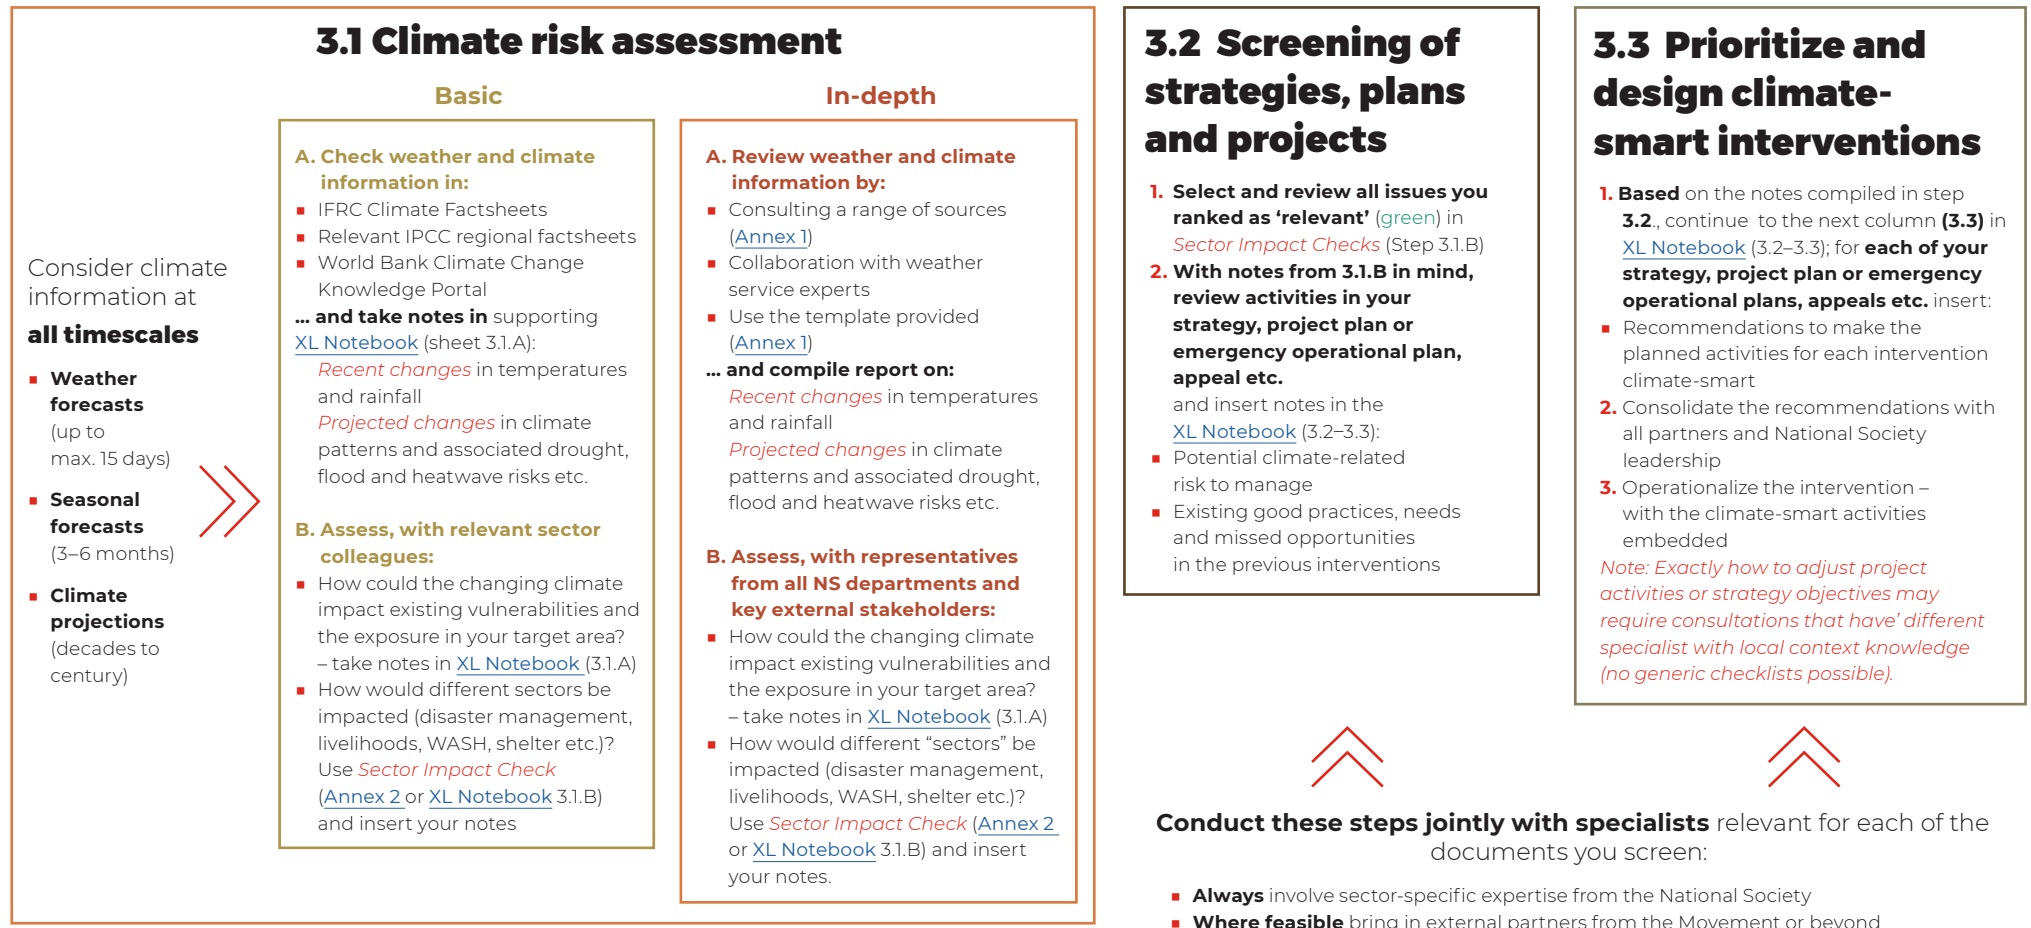 3.1 Climate risk assessment
Consider climate
information at
all timescales
▪ Weather
forecasts
(up to
max. 15 days)
▪ Seasonal
forecasts
(3–6 months)
▪ Climate
projections
(decades to
century)
Basic
A. Check weather and climate
information in:
▪ IFRC Climate Factsheets
▪ Relevant IPCC regional factsheets
▪ World Bank Climate Change
Knowledge Portal
... and take notes in supporting
XL Notebook (sheet 3.1.A):
Recent changes in temperatures
and rainfall
Projected changes in climate
patterns and associated drought,
flood and heatwave risks etc.
B. Assess, with relevant sector
colleagues:
▪ How could the changing climate
impact existing vulnerabilities and
the exposure in your target area?
– take notes in XL Notebook (3.1.A)
▪ How would different sectors be
impacted (disaster management,
livelihoods, WASH, shelter etc.)?
Use Sector Impact Check
(Annex 2 or XL Notebook 3.1.B)
and insert your notes
In-depth
A. Review weather and climate
information by:
▪ Consulting a range of sources
(Annex 1)
▪ Collaboration with weather
service experts
▪ Use the template provided
(Annex 1)
... and compile report on:
Recent changes in temperatures
and rainfall
Projected changes in climate
patterns and associated drought,
flood and heatwave risks etc.
B. Assess, with representatives
from all NS departments and
key external stakeholders:
▪ How could the changing climate
impact existing vulnerabilities and
the exposure in your target area?
– take notes in XL Notebook (3.1.A)
▪ How would different “sectors” be
impacted (disaster management,
livelihoods, WASH, shelter etc.)?
Use Sector Impact Check (Annex 2
or XL Notebook 3.1.B) and insert
your notes.
3.2 Screening of
strategies, plans
and projects
1. Select and review all issues you
ranked as ‘relevant’ (green) in
Sector Impact Checks (Step 3.1.B)
2. With notes from 3.1.B in mind,
review activities in your
strategy, project plan or
emergency operational plan,
appeal etc.
and insert notes in the
XL Notebook (3.2–3.3):
▪ Potential climate-related
risk to manage
▪ Existing good practices, needs
and missed opportunities
in the previous interventions
3.3 Prioritize and
design climate-
smart interventions
1. Based on the notes compiled in step
3.2., continue to the next column (3.3) in
XL Notebook (3.2–3.3); for each of your
strategy, project plan or emergency
operational plans, appeals etc. insert:
▪ Recommendations to make the
planned activities for each intervention
climate-smart
2. Consolidate the recommendations with
all partners and National Society
leadership
3. Operationalize the intervention –
with the climate-smart activities
embedded
Note: Exactly how to adjust project
activities or strategy objectives may
require consultations that have’ different
specialist with local context knowledge
(no generic checklists possible).
Conduct these steps jointly with specialists relevant for each of the
documents you screen:
▪ Always involve sector-specific expertise from the National Society
▪ Where feasible bring in external partners from the Movement or beyond